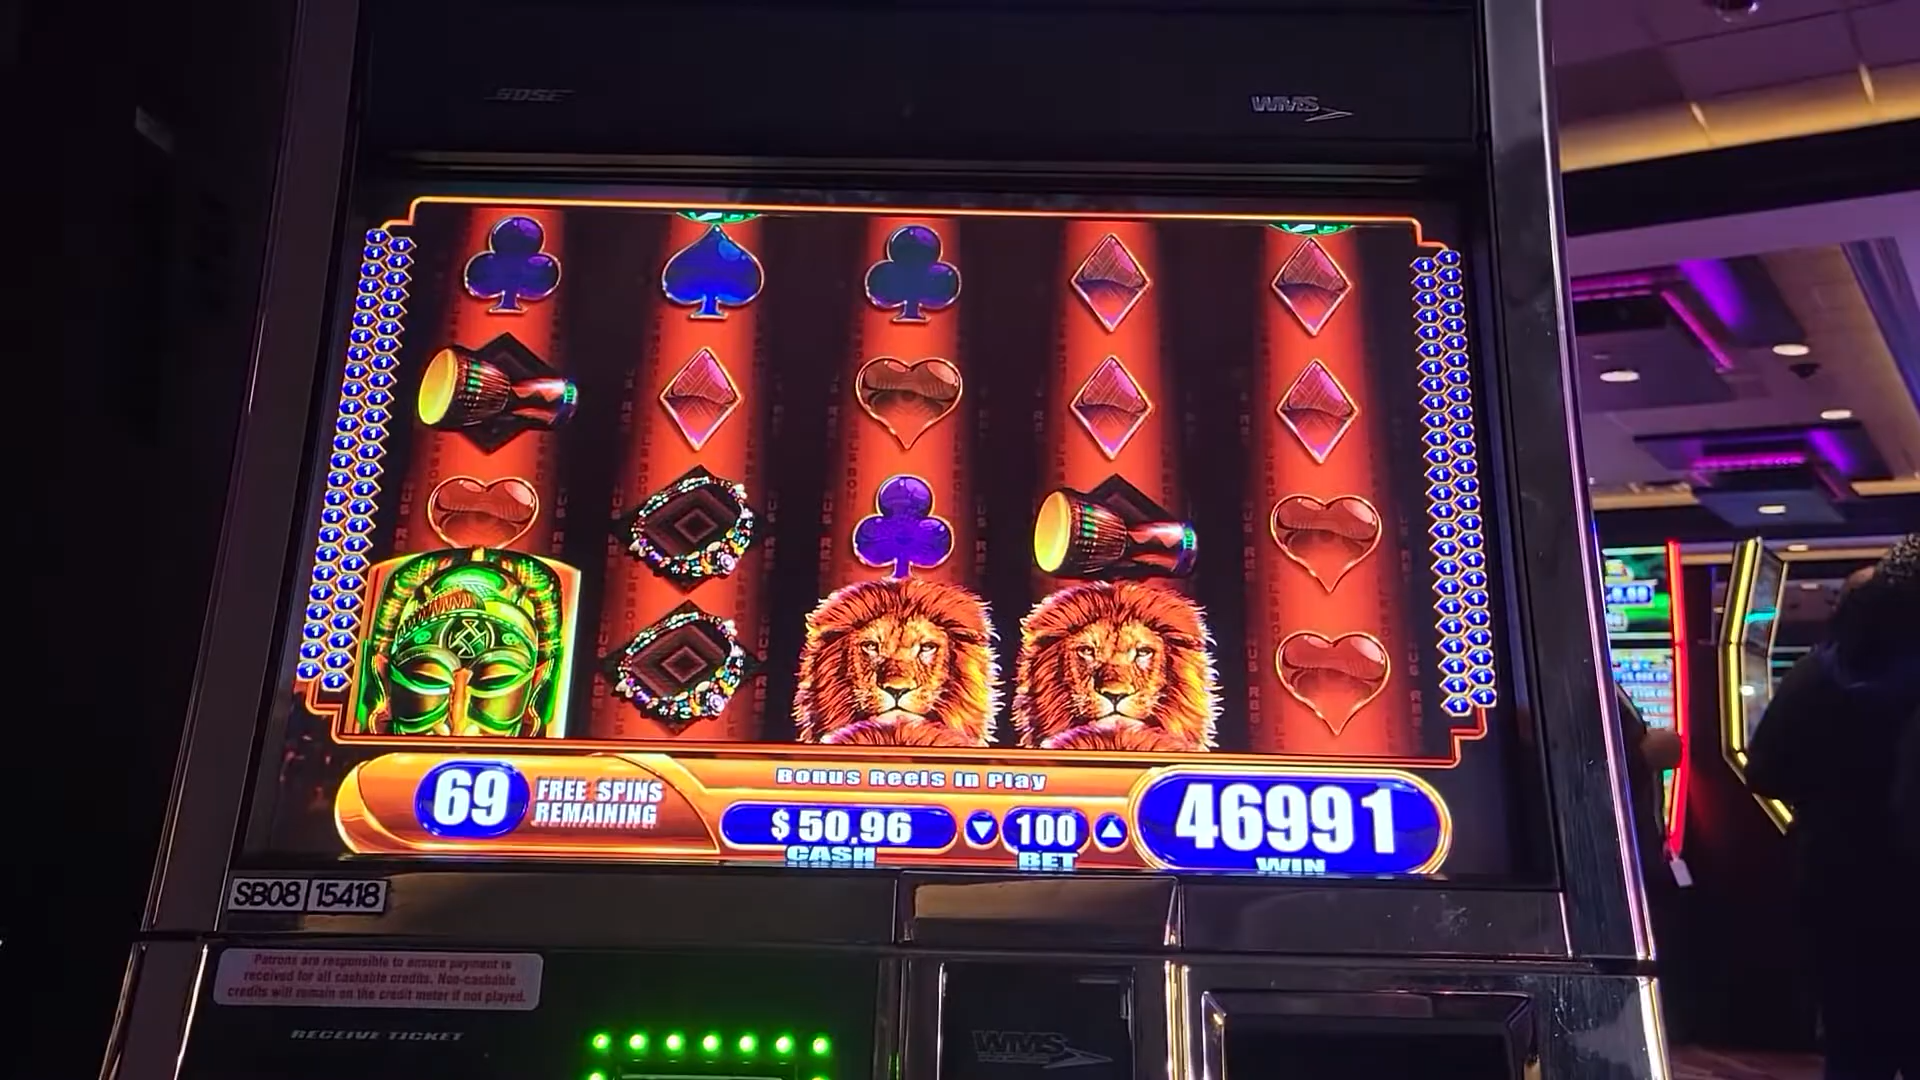 BOSE
WMS
69
FREE SPINS
REMAINING
Bonus Reels in Play
$50.96
CASH
100
BET
46991
WIN
SB08 15418
Patrons are responsible to ensure payment is
received for all cashable credits. Non-cashable
credits will remain on the credit meter if not played.
RECEIVE TICKET
WMS